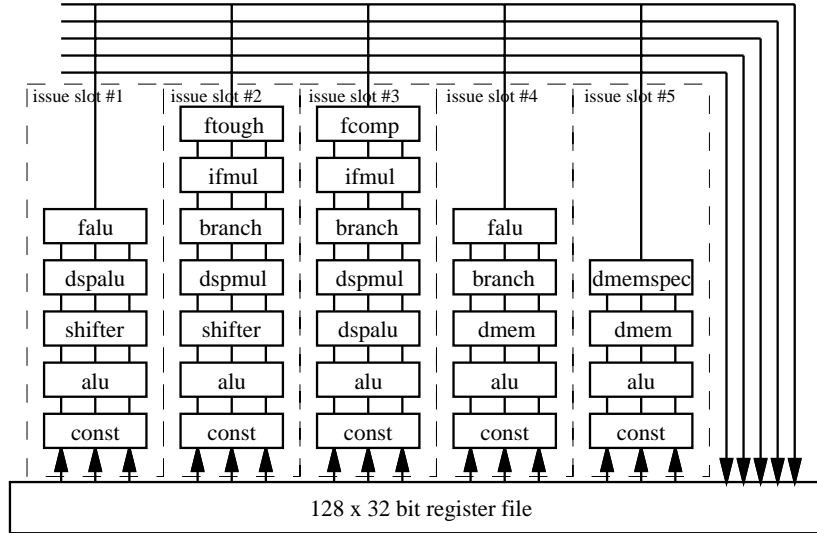 issue slot #1
issue slot #2
issue slot #3
issue slot #4
issue slot #5
ftough
fcomp
ifmul
ifmul
falu
branch
branch
falu
dspalu
dspmul
dspmul
branch
dmemspec
shifter
shifter
dspalu
dmem
dmem
alu
alu
alu
alu
alu
const
const
const
const
const
128 x 32 bit register file